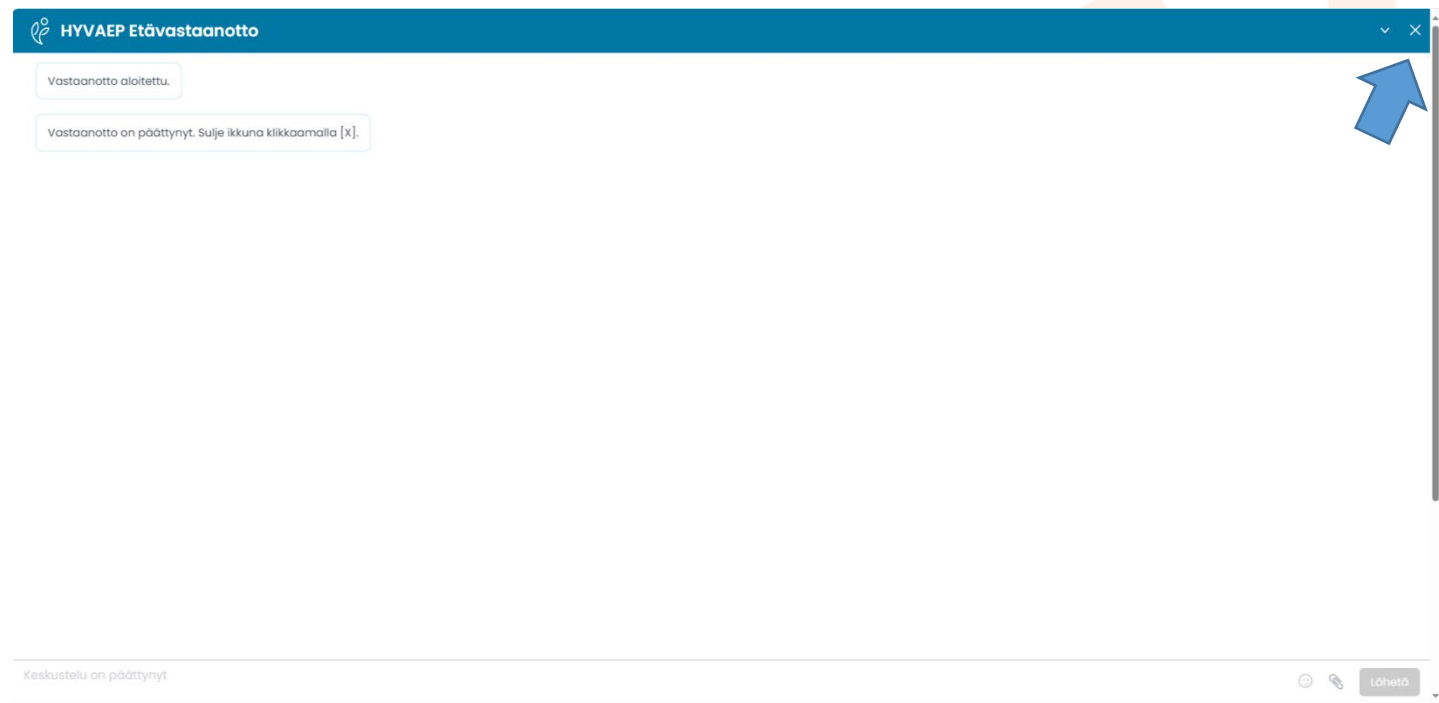 HYVAEP Etävastaanotto
Vastaanotto aloitettu.
Vastaanotto on päättynyt. Sulje ikkuna klikkaamalla [X].
Keskustelu on päättynyt
Lähetä